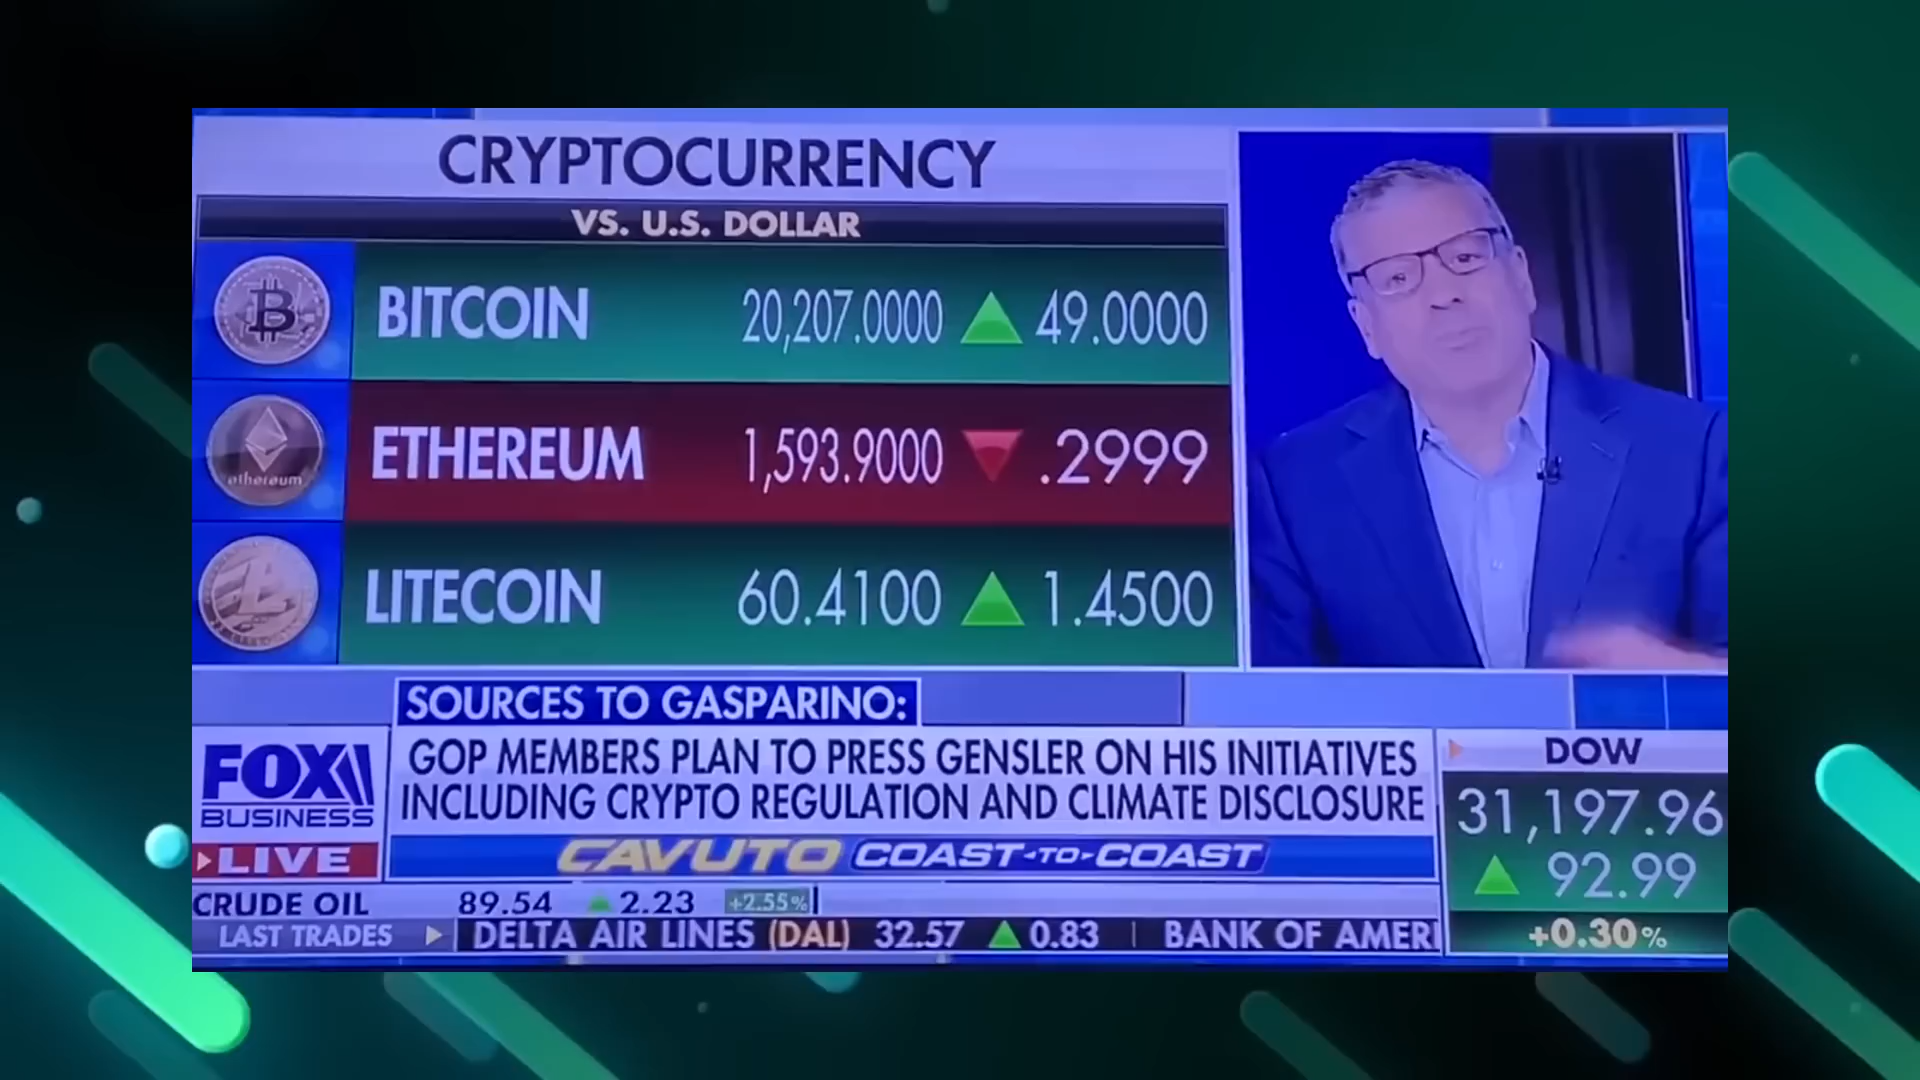 CRYPTOCURRENCY
VS. U.S. DOLLAR
BITCOIN 20,207.0000 49.0000
ETHEREUM 1,593.9000 .2999
ethereum
LITECOIN 60.4100 1.4500
SOURCES TO GASPARINO:
GOP MEMBERS PLAN TO PRESS GENSLER ON HIS INITIATIVES
INCLUDING CRYPTO REGULATION AND CLIMATE DISCLOSURE
FOX
BUSINESS
LIVE
CAVUTO COAST-TO-COAST
DOW
31,197.96
92.99
+0.30%
CRUDE OIL 89.54 2.23 +2.55%
LAST TRADES DELTA AIR LINES (DAL) 32.57 0.83 | BANK OF AMERI